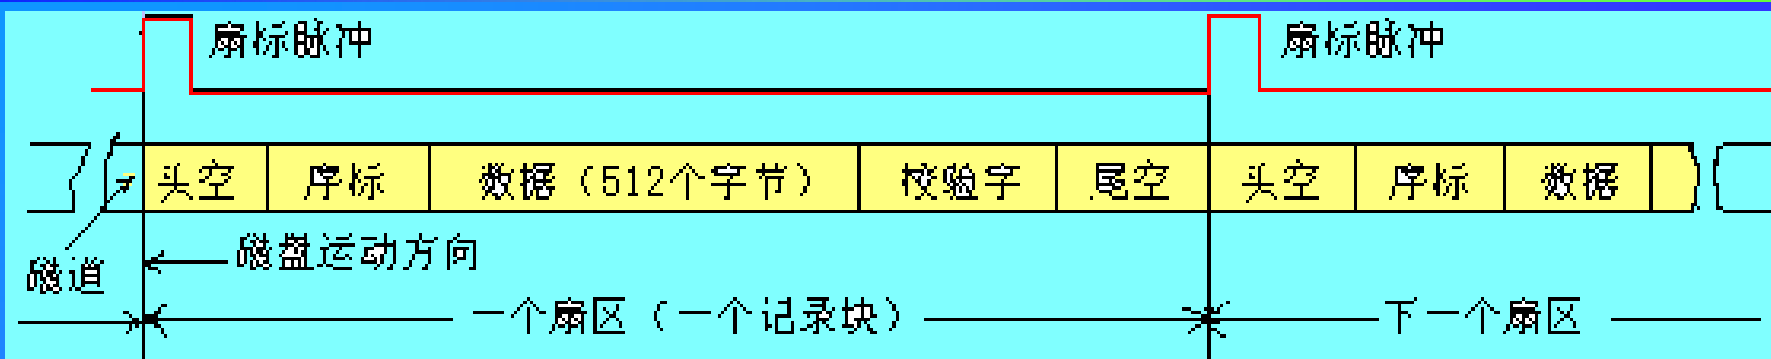 扇标脉冲 扇标脉冲
头空 序标 数据（512个字节） 校验字 尾空 头空 序标 数据
磁盘运动方向
磁道
一个扇区（一个记录块） 下一个扇区